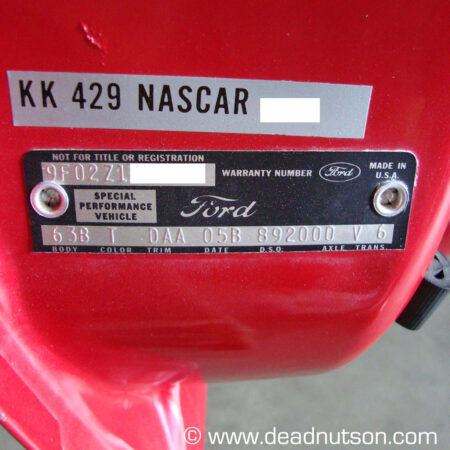 KK 429 NASCAR
NOT FOR TITLE OR REGISTRATION
9F02Z1
WARRANTY NUMBER
Ford
MADE IN
U.S.A.
SPECIAL
PERFORMANCE
VEHICLE
Ford
63B T 0AA 05B 892000 V 6
BODY COLOR TRIM DATE D.S.O. AXLE TRANS.
© www.deadnutson.com